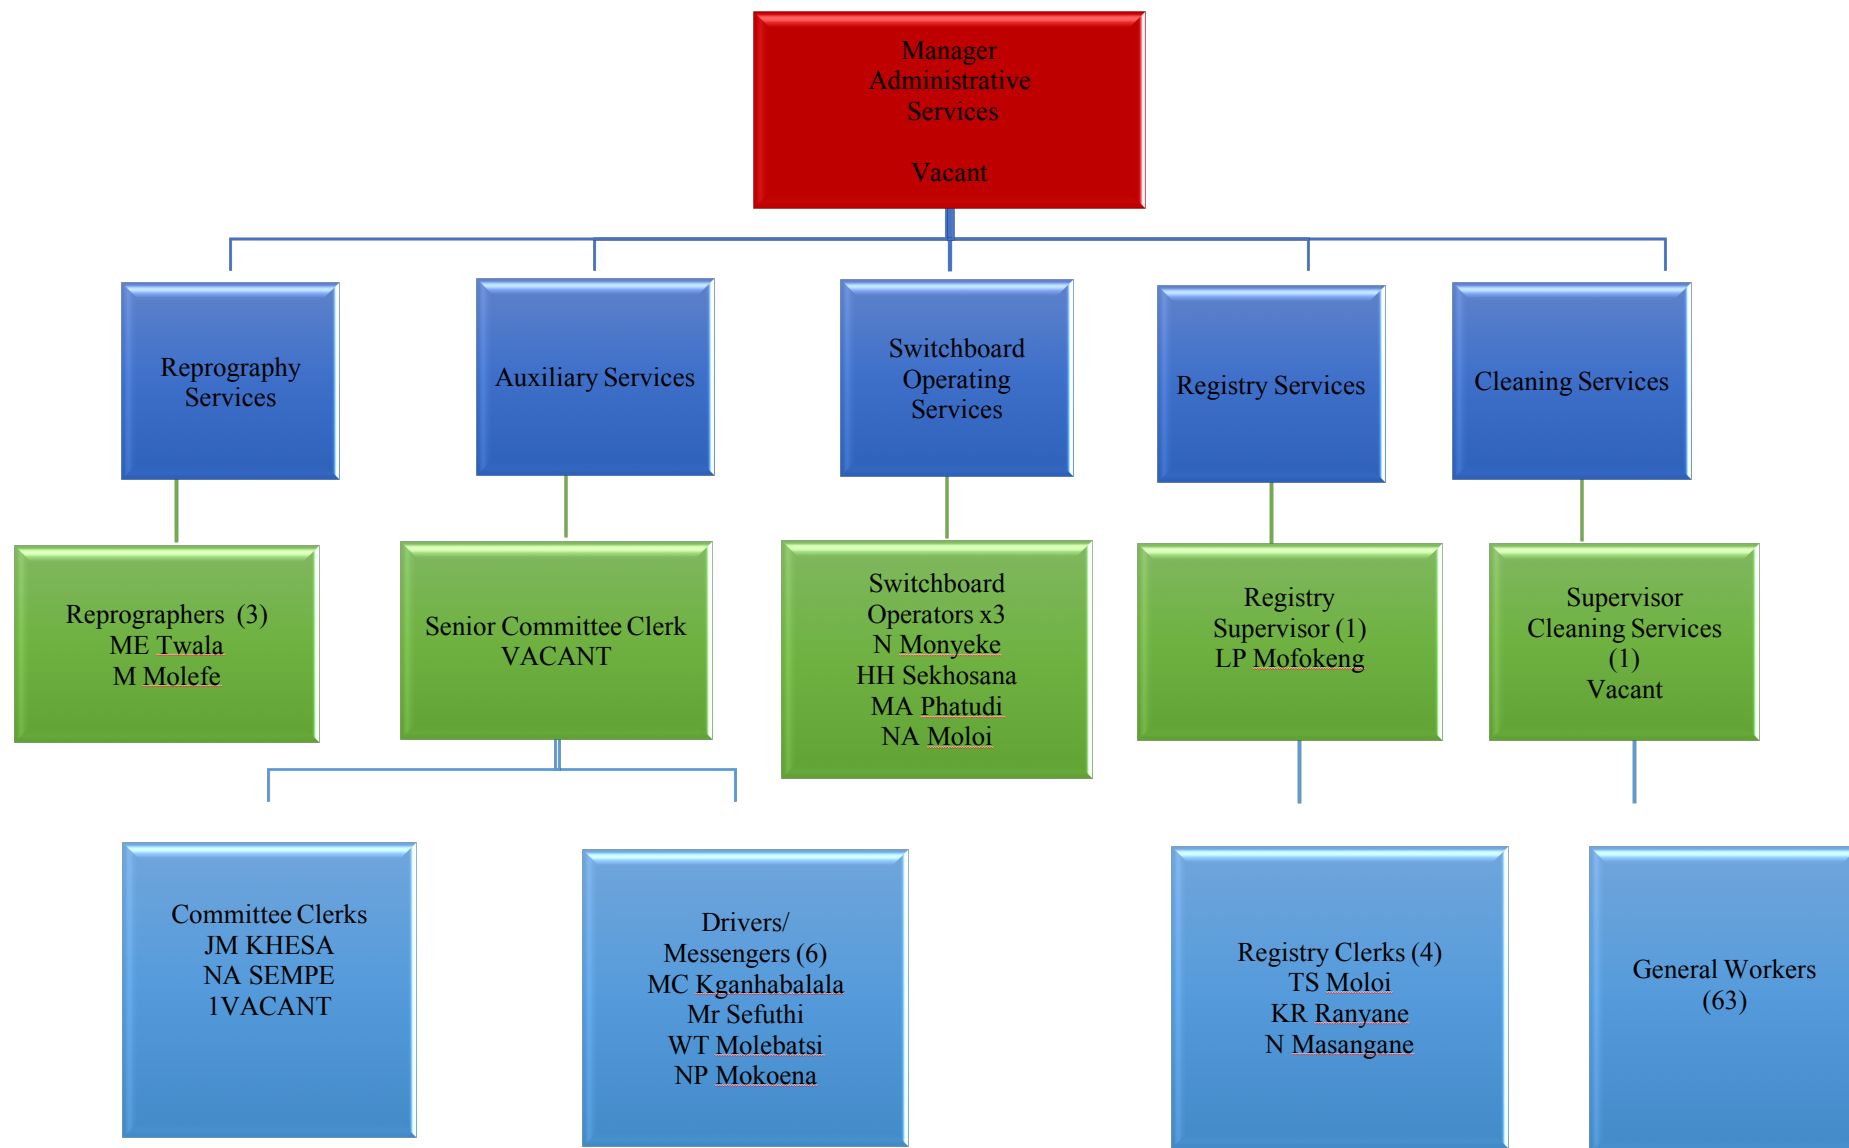 Manager
Administrative
Services
Vacant
Reprography
Services
Auxiliary Services
Switchboard
Operating
Services
Registry Services
Cleaning Services
Reprographers (3)
ME Twala
M Molefe
Senior Committee Clerk
VACANT
Switchboard
Operators x3
N Monyeke
HH Sekhosana
MA Phatudi
NA Moloi
Registry
Supervisor (1)
LP Mofokeng
Supervisor
Cleaning Services
(1)
Vacant
Committee Clerks
JM KHESA
NA SEMPE
1VACANT
Drivers/
Messengers (6)
MC Kganhabalala
Mr Sefuthi
WT Molebatsi
NP Mokoena
Registry Clerks (4)
TS Moloi
KR Ranyane
N Masangane
General Workers
(63)